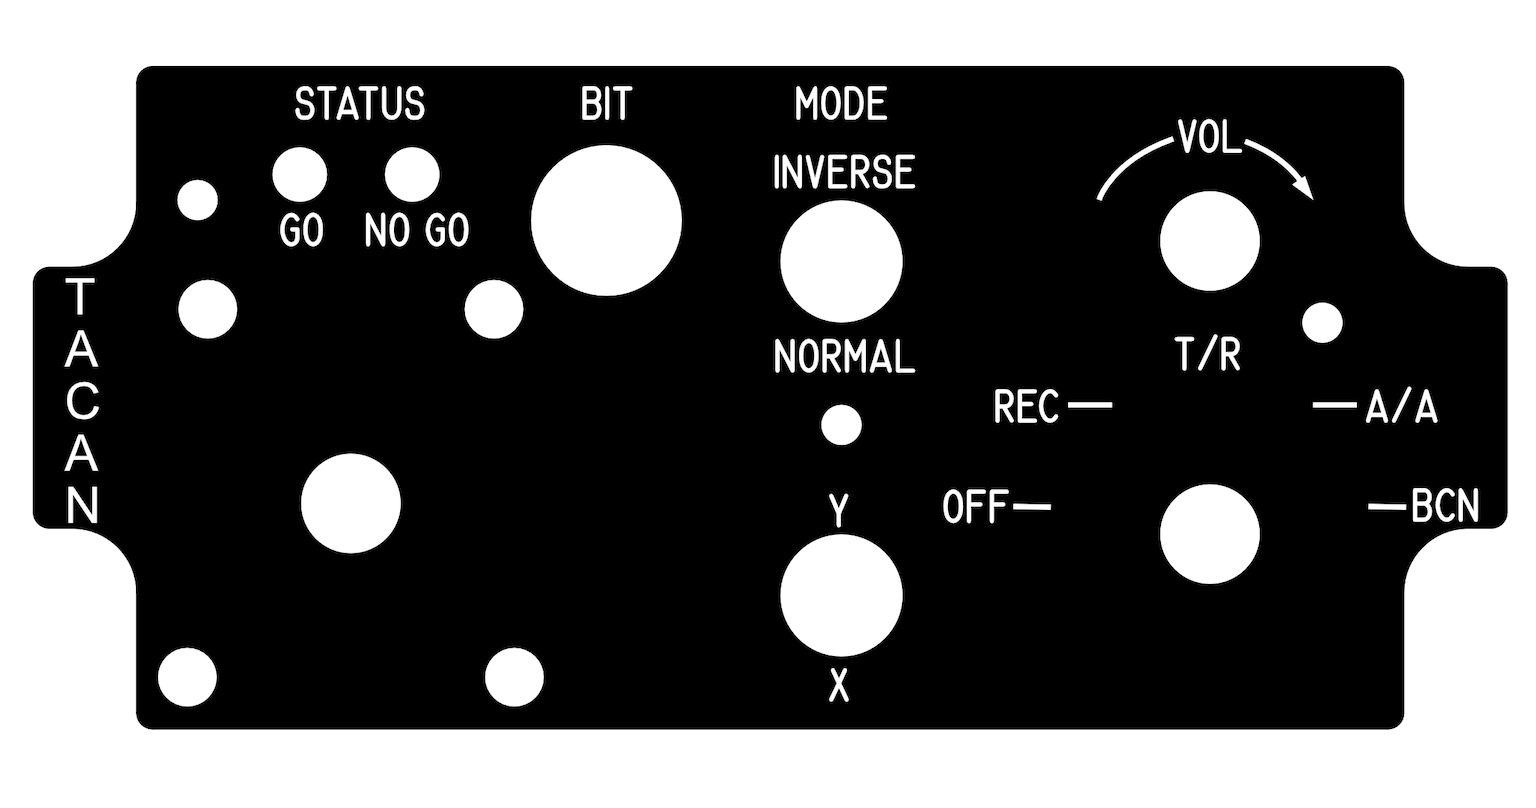 STATUS
BIT
MODE
VOL
INVERSE
GO
NO GO
TACAN
NORMAL
T/R
REC
A/A
Y
OFF
BCN
X